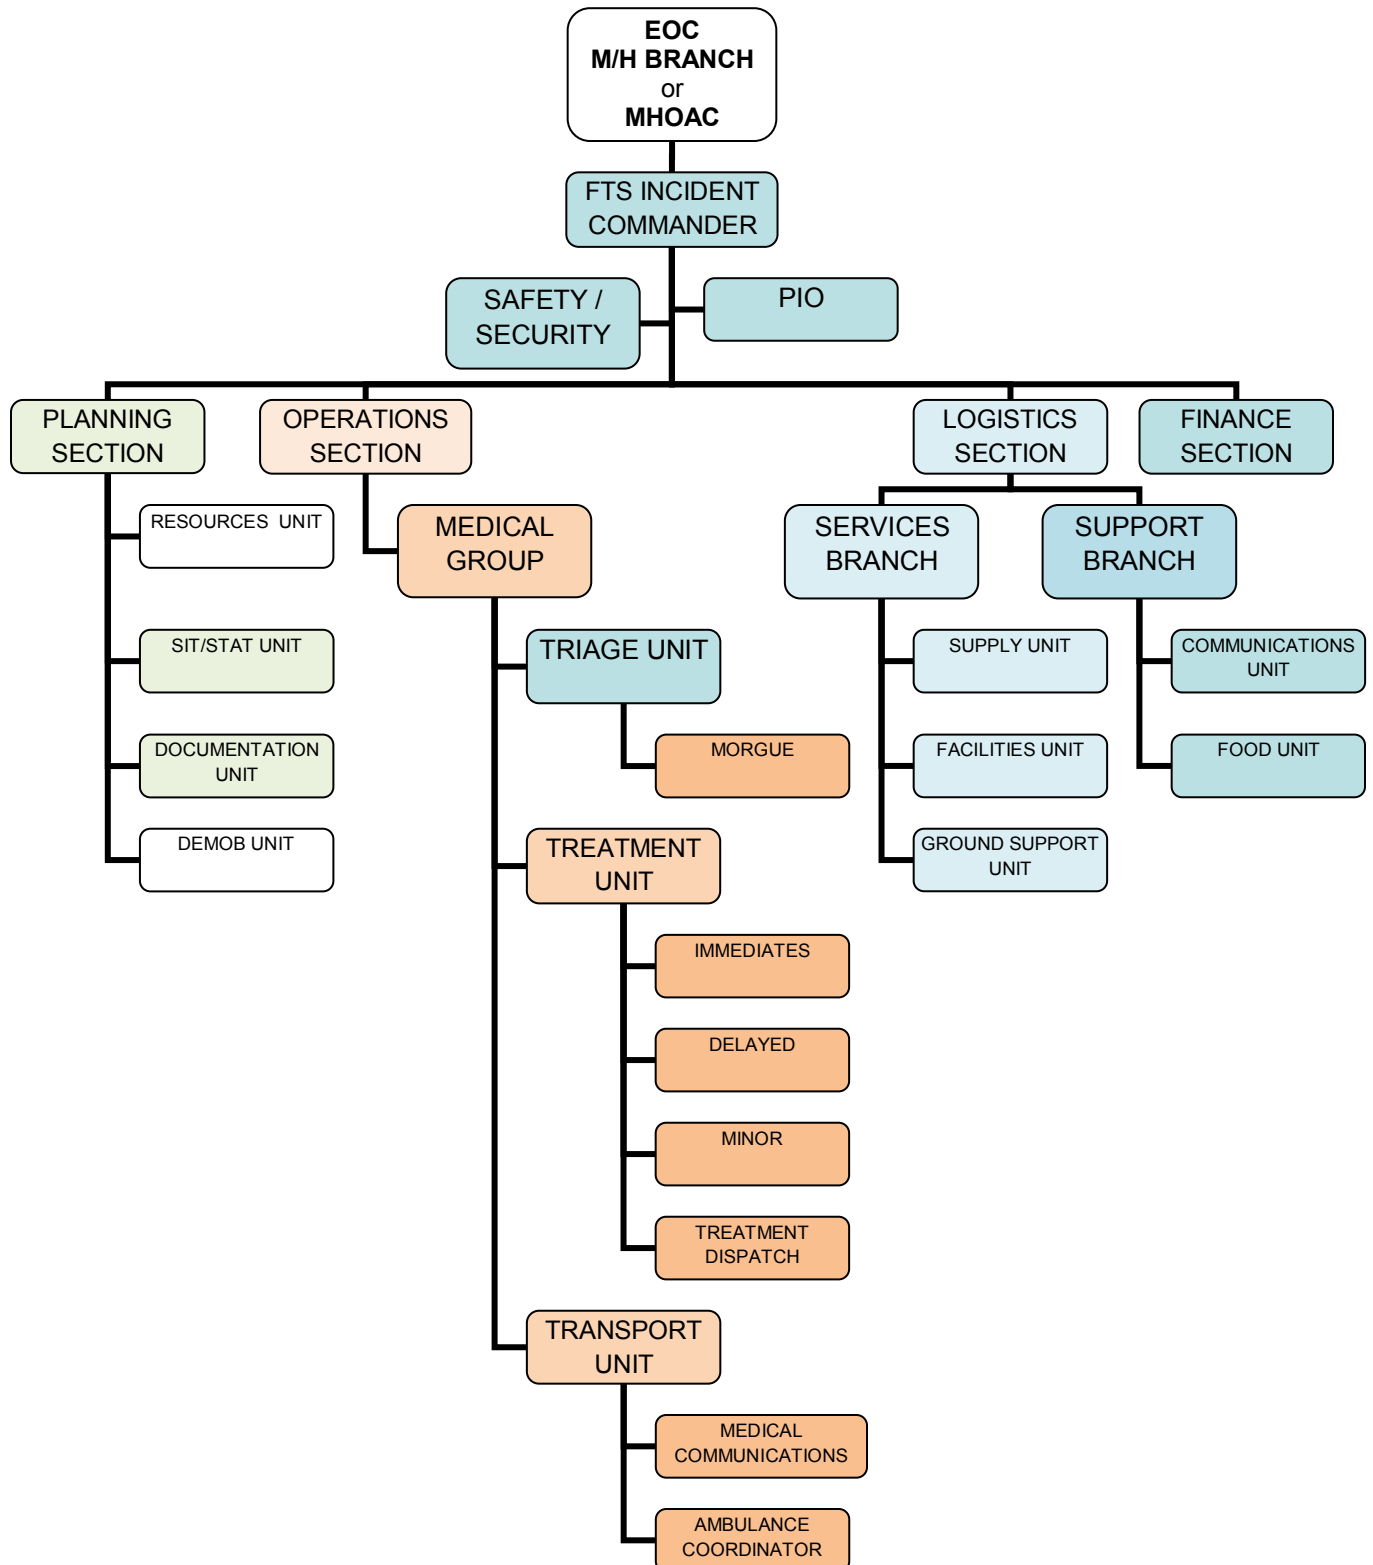 EOC
M/H BRANCH
or
MHOAC
FTS INCIDENT
COMMANDER
SAFETY /
SECURITY
PIO
PLANNING
SECTION
OPERATIONS
SECTION
LOGISTICS
SECTION
FINANCE
SECTION
RESOURCES  UNIT
MEDICAL
GROUP
SERVICES
BRANCH
SUPPORT
BRANCH
SIT/STAT UNIT
TRIAGE UNIT
SUPPLY UNIT
COMMUNICATIONS
UNIT
DOCUMENTATION
UNIT
MORGUE
FACILITIES UNIT
FOOD UNIT
DEMOB UNIT
TREATMENT
UNIT
GROUND SUPPORT
UNIT
IMMEDIATES
DELAYED
MINOR
TREATMENT
DISPATCH
TRANSPORT
UNIT
MEDICAL
COMMUNICATIONS
AMBULANCE
COORDINATOR